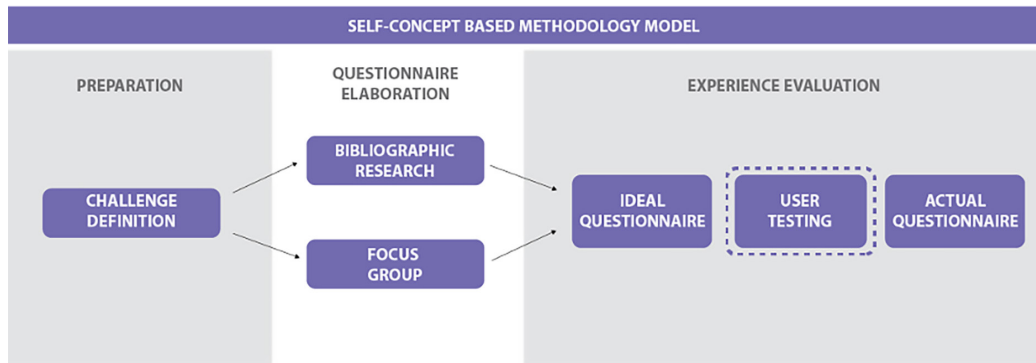 SELF-CONCEPT BASED METHODOLOGY MODEL
PREPARATION
QUESTIONNAIRE
ELABORATION
EXPERIENCE EVALUATION
CHALLENGE
DEFINITION
BIBLIOGRAPHIC
RESEARCH
FOCUS
GROUP
IDEAL
QUESTIONNAIRE
USER
TESTING
ACTUAL
QUESTIONNAIRE